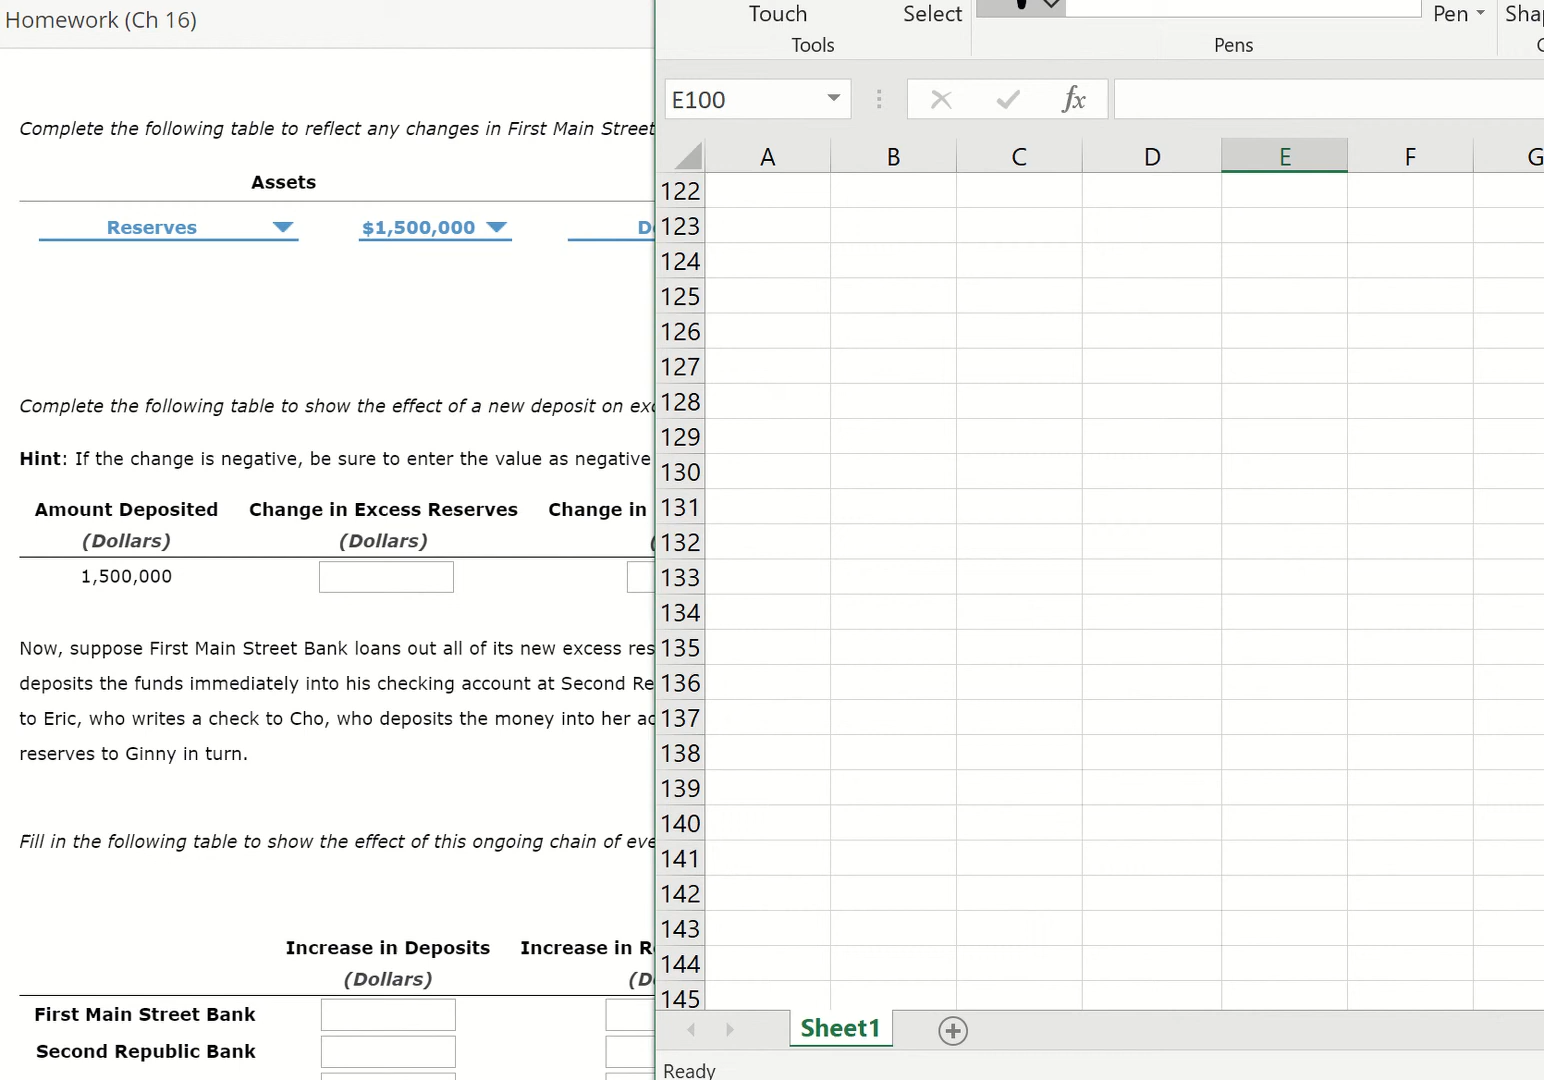 Homework (Ch 16)
Complete the following table to reflect any changes in First Main Street
Assets
Reserves $1,500,000
Complete the following table to show the effect of a new deposit on
Hint: If the change is negative, be sure to enter the value as negative
Amount Deposited Change in Excess Reserves Change in
(Dollars) (Dollars)
1,500,000
Now, suppose First Main Street Bank loans out all of its new excess
deposits the funds immediately into his checking account at Second
to Eric, who writes a check to Cho, who deposits the money into her
reserves to Ginny in turn.
Fill in the following table to show the effect of this ongoing chain of
Increase in Deposits Increase in
(Dollars)
First Main Street Bank
Second Republic Bank
Touch Select Pen
Tools Pens
E100 fx
A B C D E F G
122
123
124
125
126
127
128
129
130
131
132
133
134
135
136
137
138
139
140
141
142
143
144
145
Sheet1
Ready